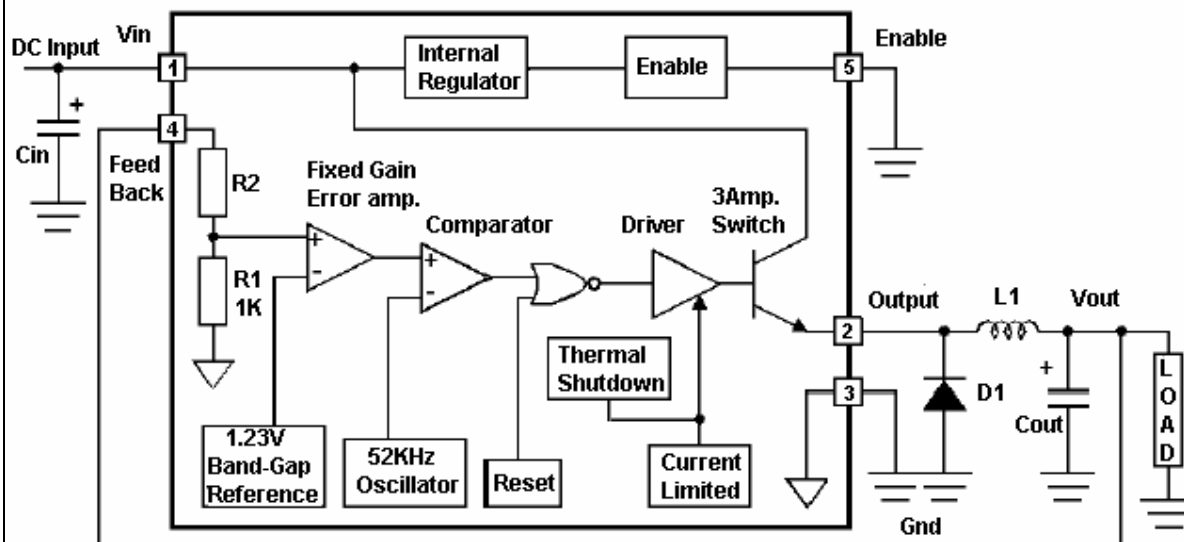 DC Input
Vin
1
Internal
Regulator
Enable
5
Enable
+
Cin
4
Feed
Back
R2
R1
1K
Fixed Gain
Error amp.
+
-
Comparator
+
-
Driver
3Amp.
Switch
Output
2
L1
Vout
Thermal
Shutdown
3
D1
+
Cout
LOAD
1.23V
Band-Gap
Reference
52KHz
Oscillator
Reset
Current
Limited
Gnd